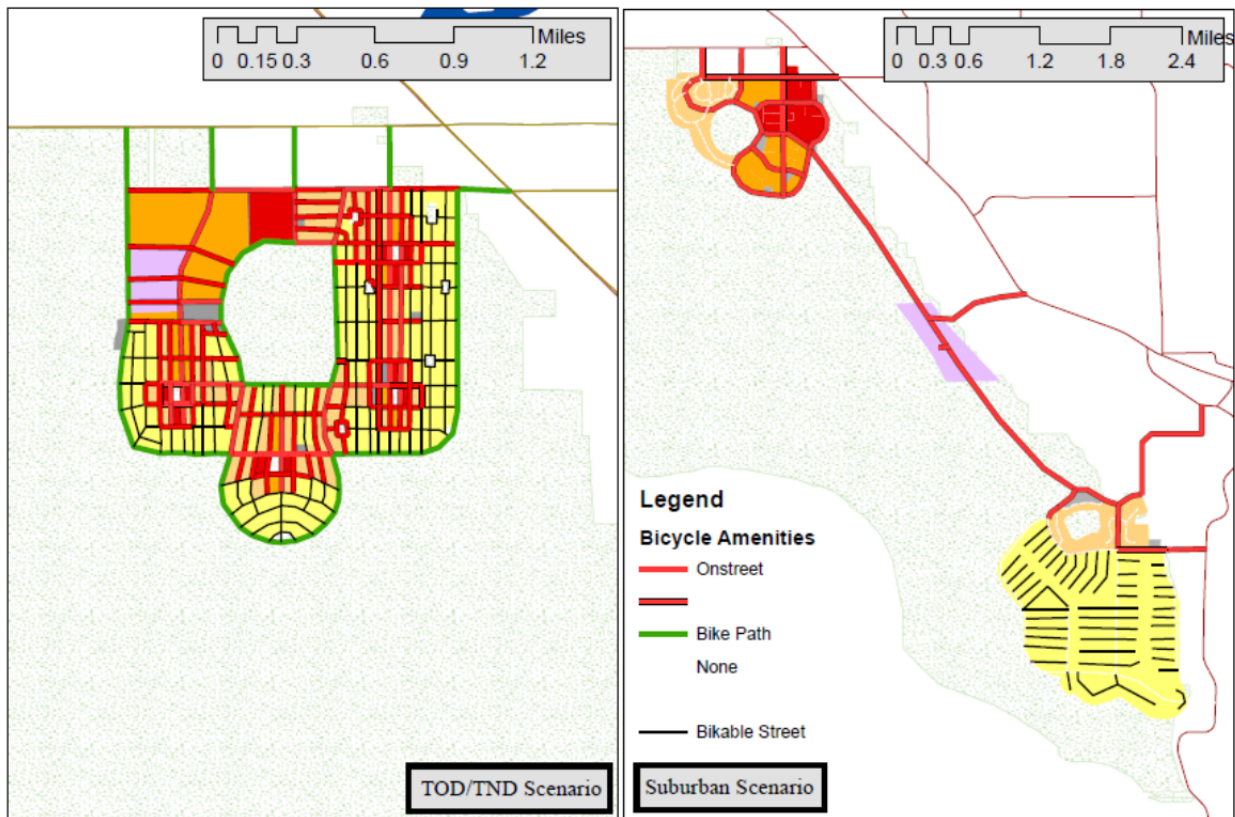 Miles
0 0.15 0.3 0.6 0.9 1.2
Miles
0 0.3 0.6 1.2 1.8 2.4
Legend
Bicycle Amenities
Onstreet
Bike Path
None
Bikable Street
TOD/TND Scenario
Suburban Scenario